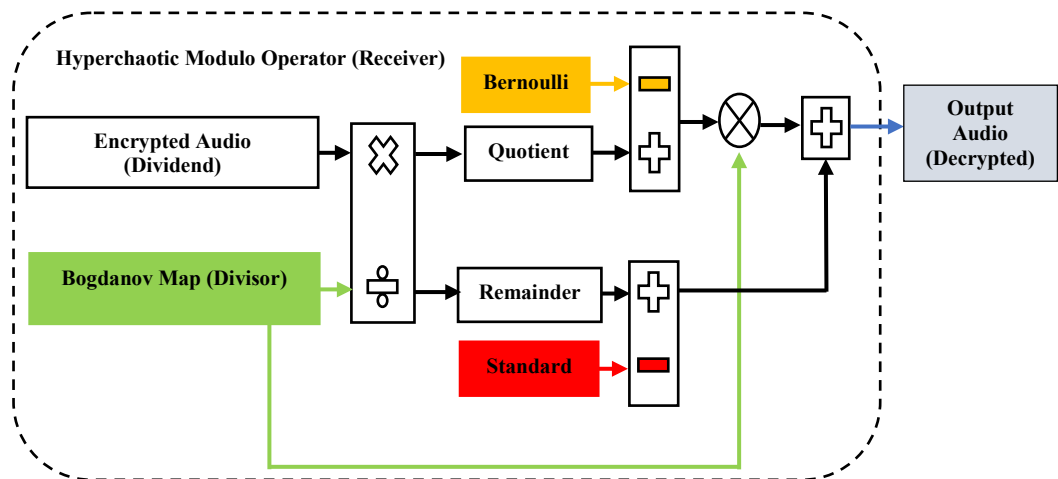 Hyperchaotic Modulo Operator (Receiver)
Bernoulli
Encrypted Audio
(Dividend)
Quotient
Output
Audio
(Decrypted)
Bogdanov Map (Divisor)
Remainder
Standard